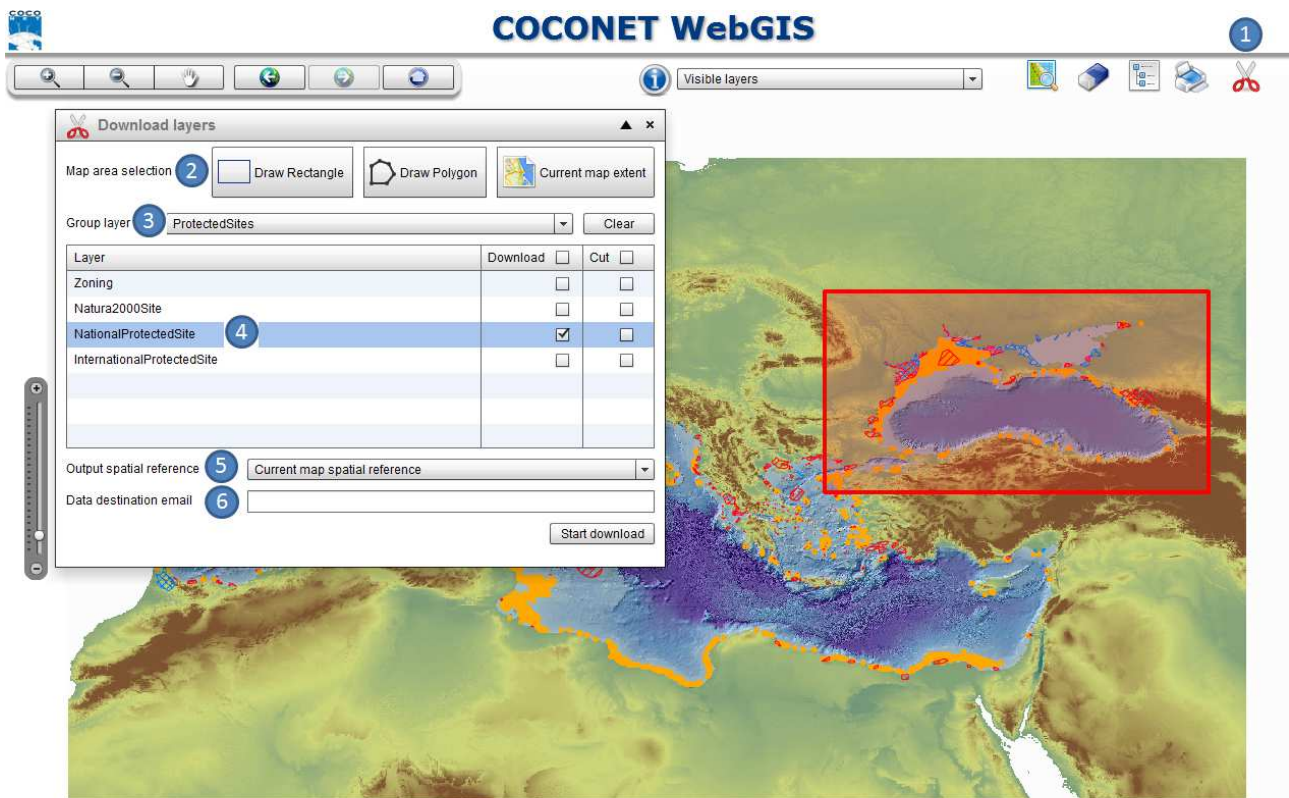 COCO
COCONET WebGIS
1
Visible layers
Download layers
Map area selection 2 Draw Rectangle Draw Polygon Current map extent
Group layer 3 ProtectedSites Clear
Layer Download Cut
Zoning
Natura2000Site
NationalProtectedSite 4
InternationalProtectedSite
Output spatial reference 5 Current map spatial reference
Data destination email 6
Start download